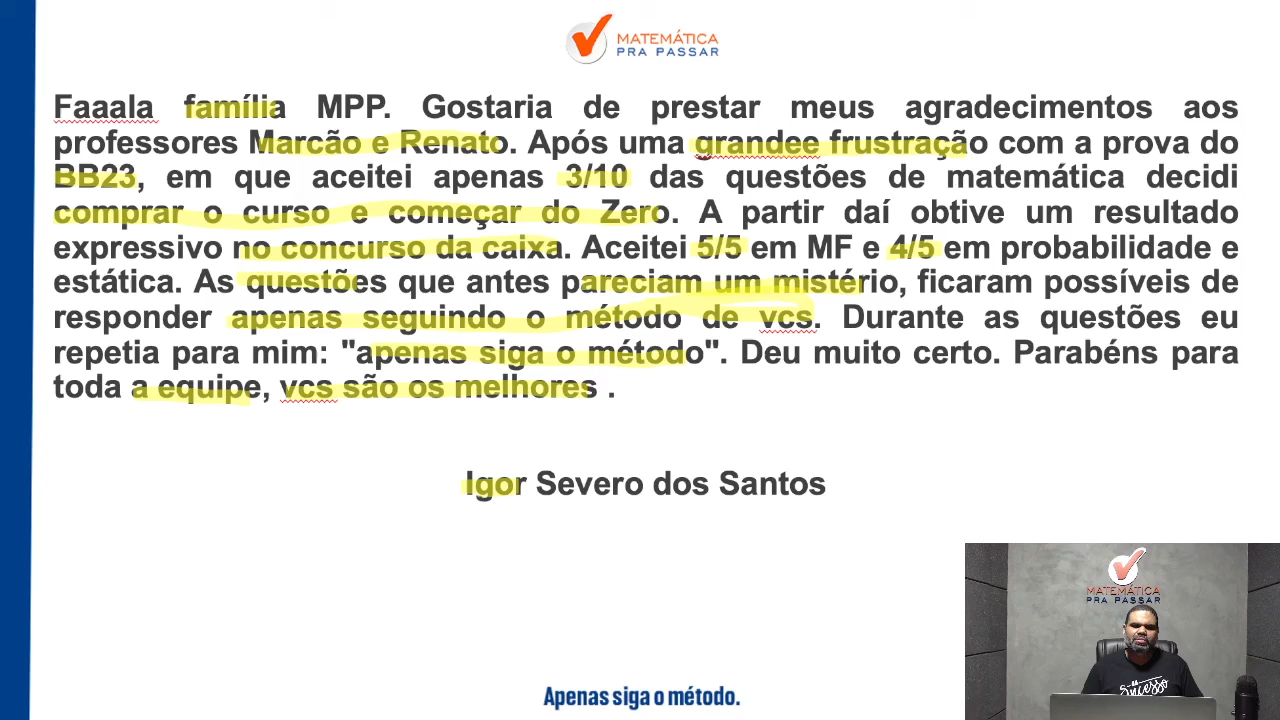 MATEMÁTICA
PRA PASSAR
Faaala família MPP. Gostaria de prestar meus agradecimentos aos
professores Marcão e Renato. Após uma grandee frustração com a prova do
BB23, em que aceitei apenas 3/10 das questões de matemática decidi
comprar o curso e começar do Zero. A partir daí obtive um resultado
expressivo no concurso da caixa. Aceitei 5/5 em MF e 4/5 em probabilidade e
estática. As questões que antes pareciam um mistério, ficaram possíveis de
responder apenas seguindo o método de vcs. Durante as questões eu
repetia para mim: "apenas siga o método". Deu muito certo. Parabéns para
toda a equipe, vcs são os melhores .
Igor Severo dos Santos
MATEMÁTICA
PRA PASSAR
Sucesso
Apenas siga o método.